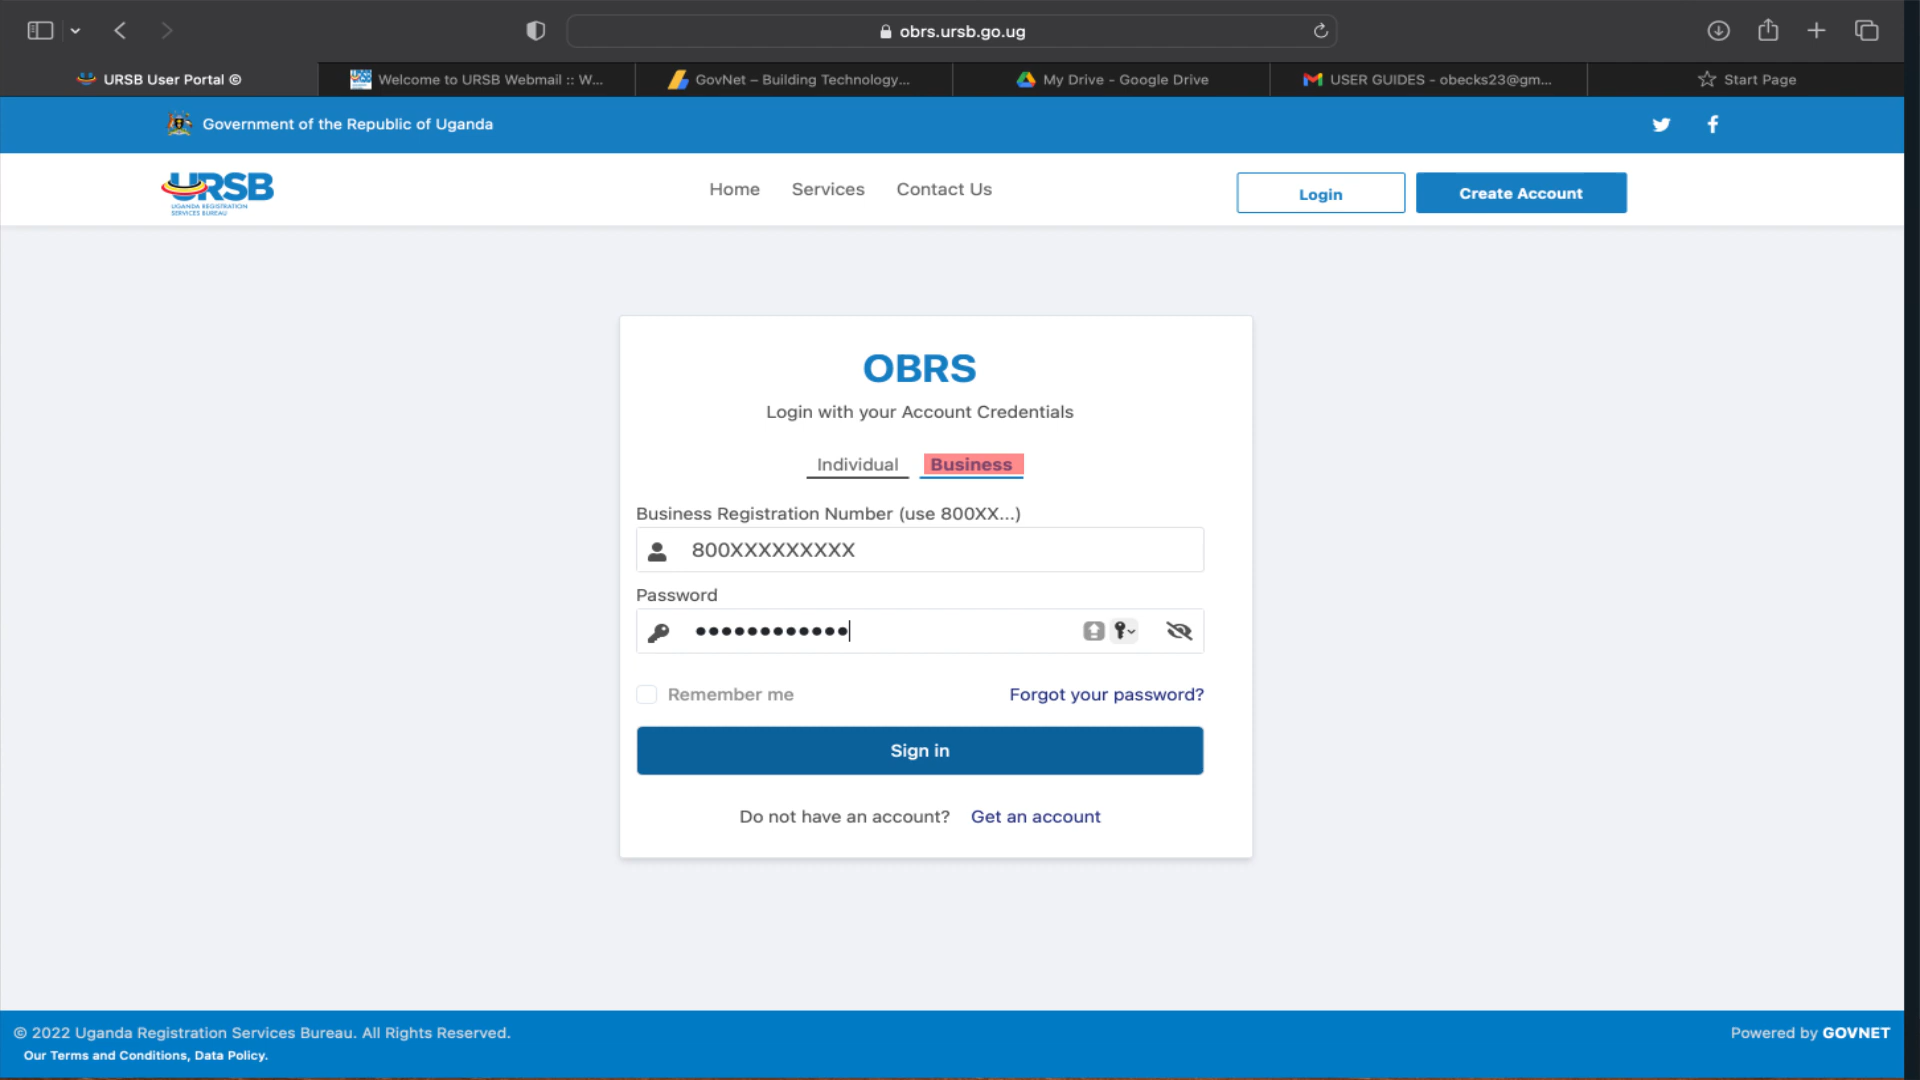 obrs.ursb.go.ug
URSB User Portal ©
Welcome to URSB Webmail :: W...
GovNet – Building Technology...
My Drive - Google Drive
USER GUIDES - obecks23@gm...
Start Page
Government of the Republic of Uganda
URSB
UGANDA REGISTRATION
SERVICES BUREAU
Home
Services
Contact Us
Login
Create Account
OBRS
Login with your Account Credentials
Individual
Business
Business Registration Number (use 800XX...)
800XXXXXXXXX
Password
Remember me
Forgot your password?
Sign in
Do not have an account? Get an account
© 2022 Uganda Registration Services Bureau. All Rights Reserved.
Powered by GOVNET
Our Terms and Conditions, Data Policy.